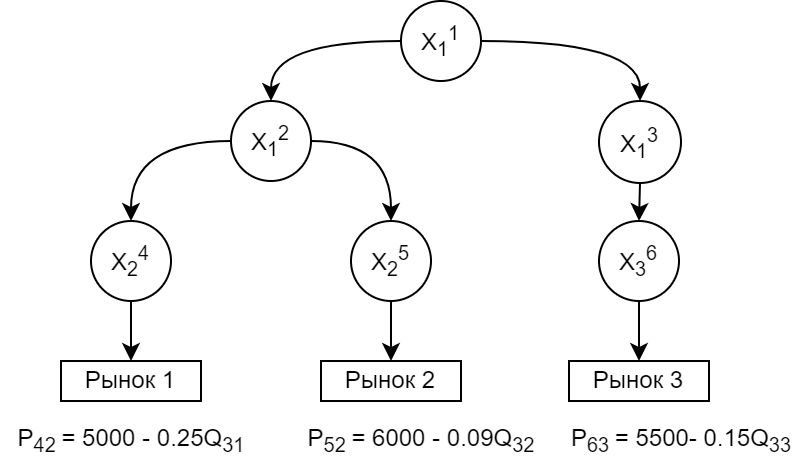 X₁¹
X₁² X₁³
X₂⁴ X₂⁵ X₃⁶
Рынок 1 Рынок 2 Рынок 3
P₄₂ = 5000 - 0.25Q₃₁ P₅₂ = 6000 - 0.09Q₃₂ P₆₃ = 5500- 0.15Q₃₃